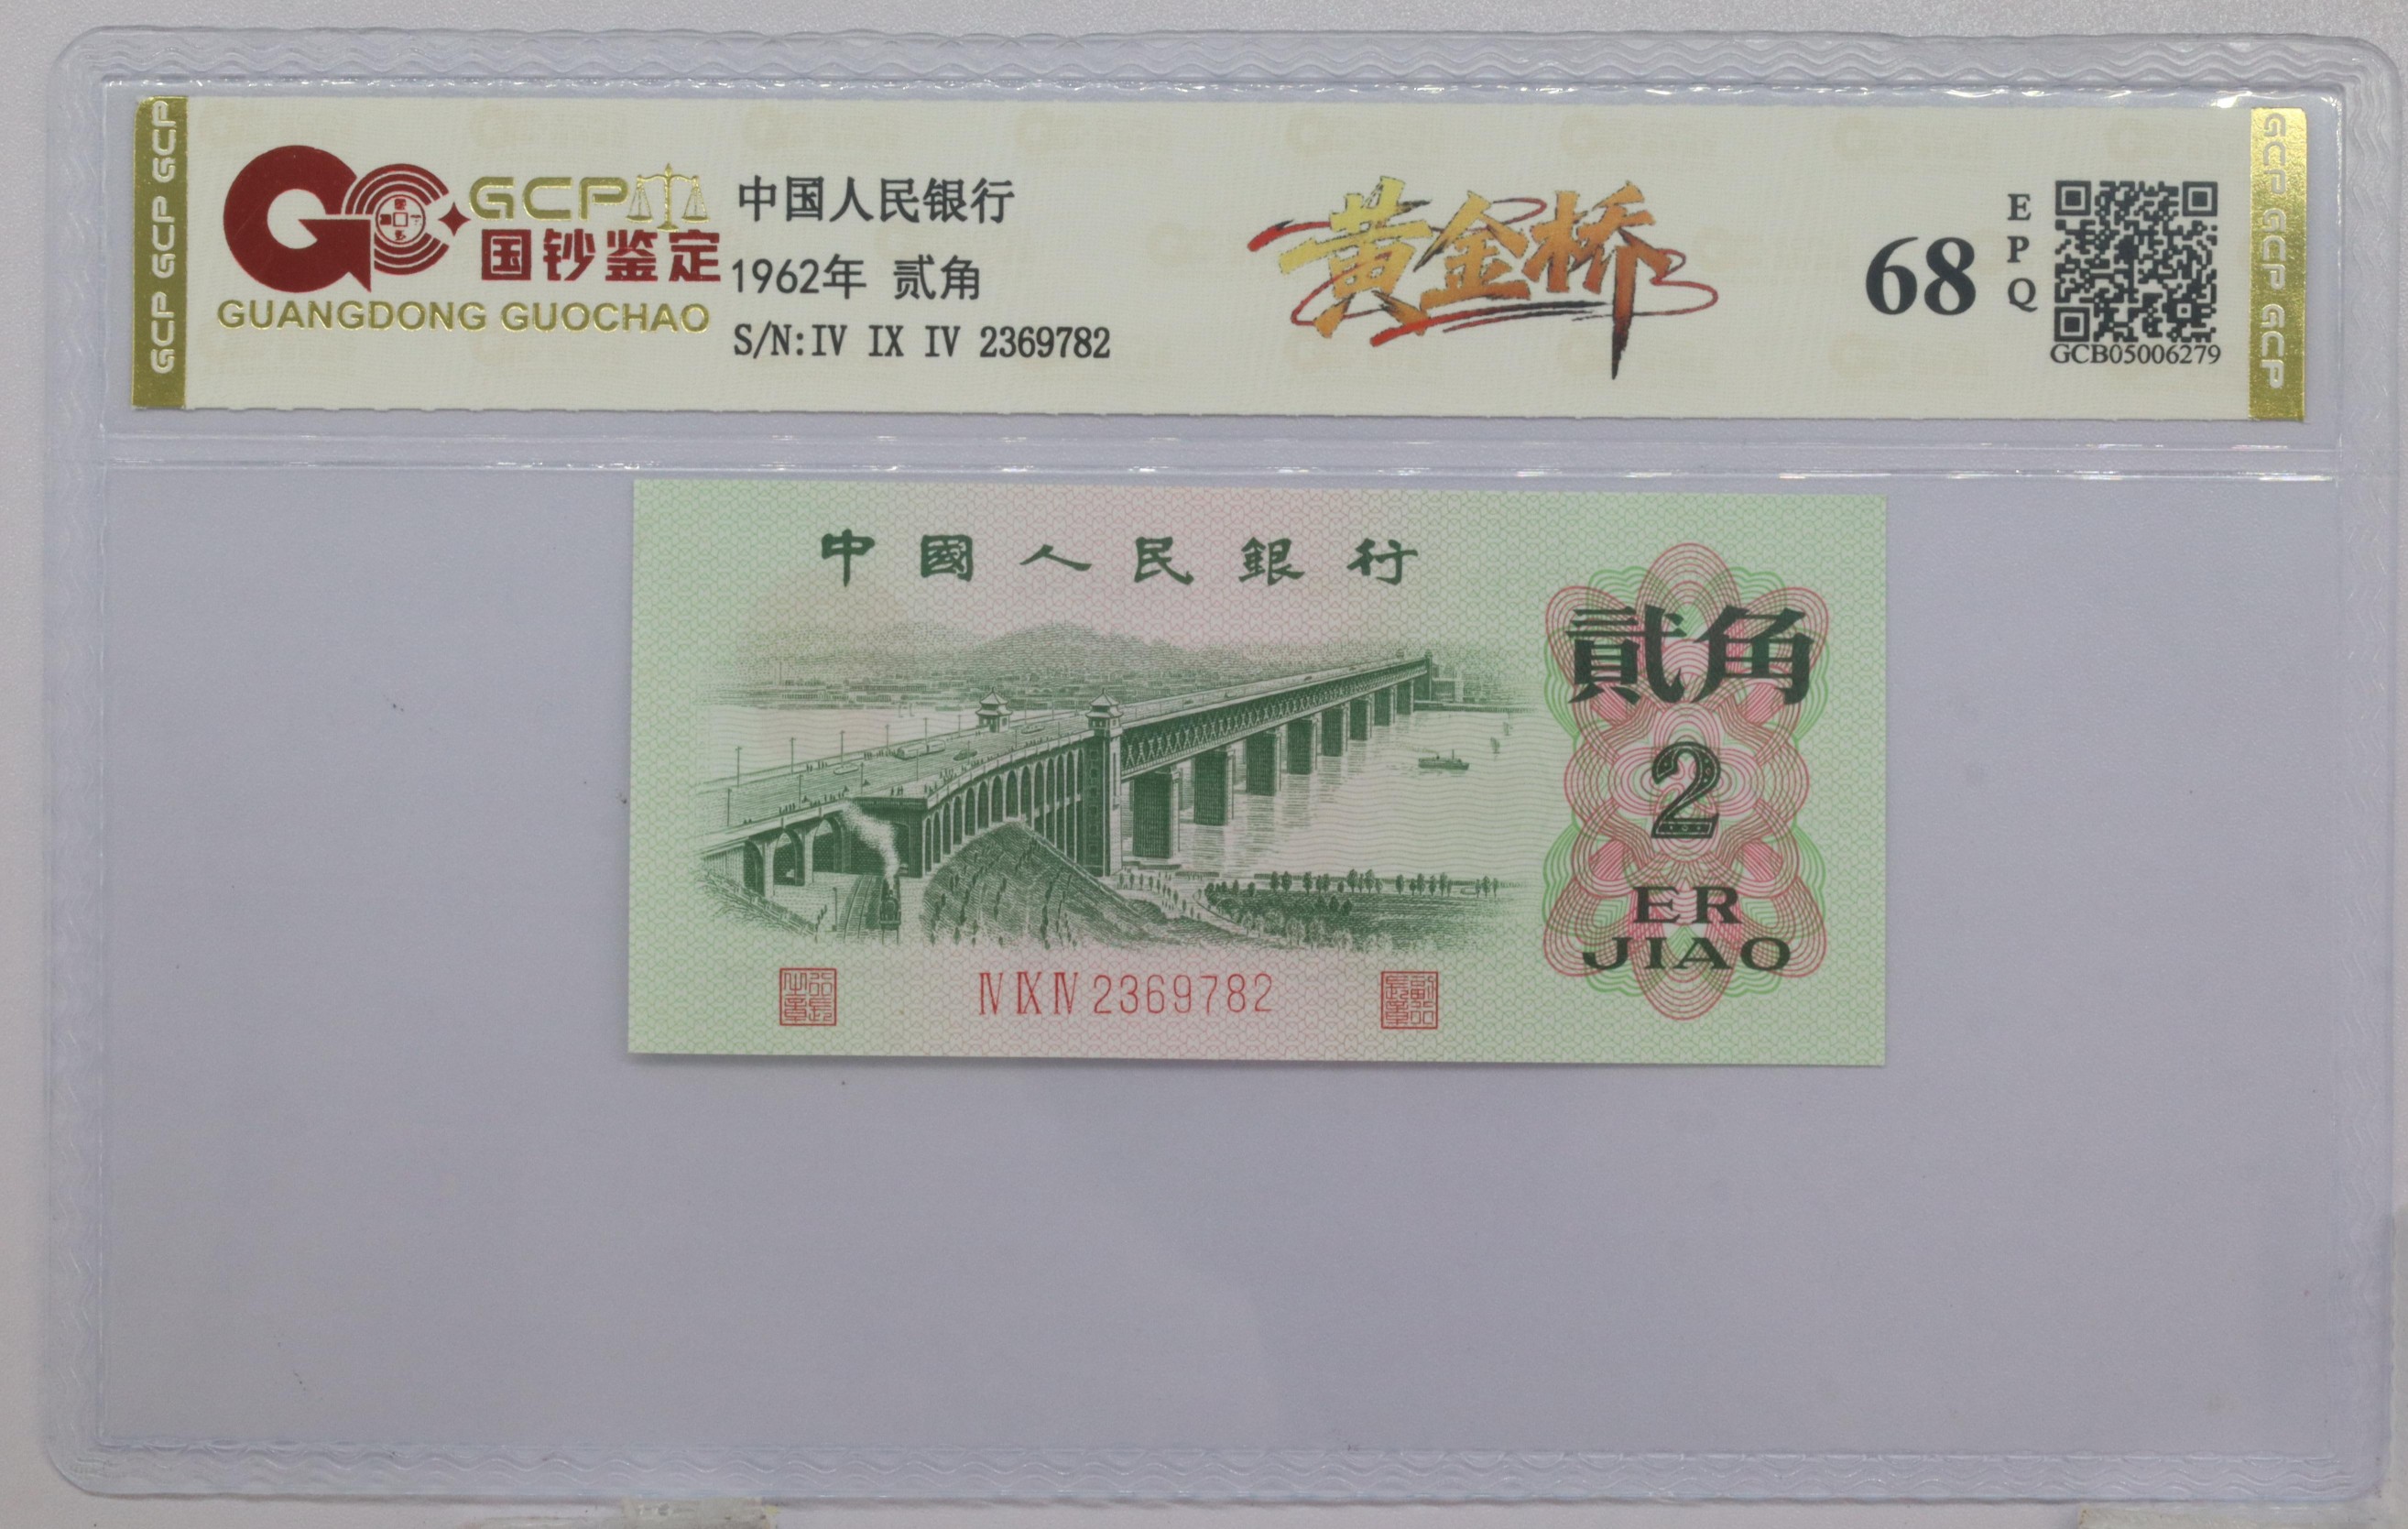 GCP GCP GCP
GCP
国钞鉴定
GUANGDONG GUOCHAO
中国人民银行
1962年 贰角
S/N:IV IX IV 2369782
黄金桥
68
EPQ
GCB05006279
GCP GCP GCP
中國人民銀行
貳角
2
ER
JIAO
Ⅳ Ⅸ Ⅳ 2369782